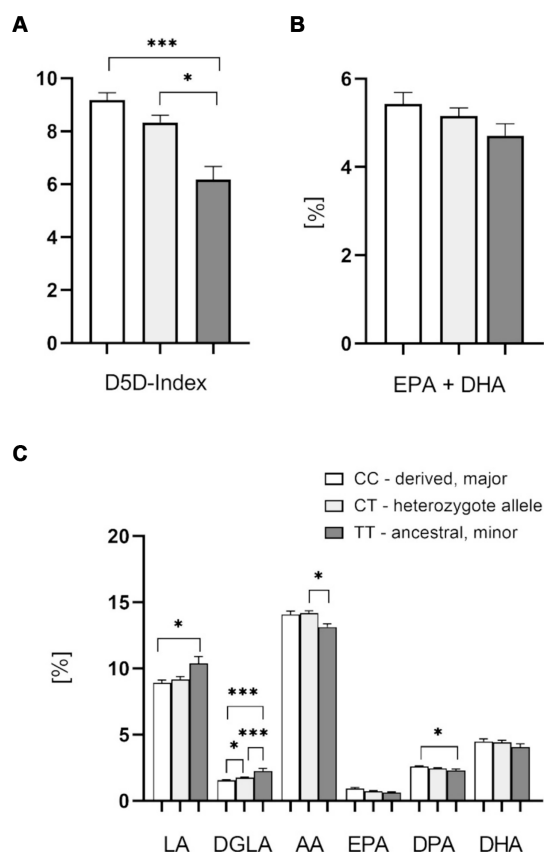 A
***
*
10
8
6
4
2
0
D5D-Index
B
[%]
6
4
2
0
EPA + DHA
C
CC - derived, major
CT - heterozygote allele
TT - ancestral, minor
[%]
20
15
10
5
0
*
***
*
***
*
*
LA DGLA AA EPA DPA DHA